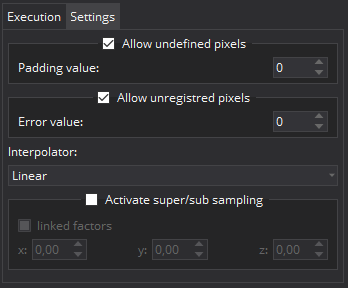 Execution Settings
Allow undefined pixels
Padding value: 0
Allow unregistred pixels
Error value: 0
Interpolator:
Linear
Activate super/sub sampling
linked factors
x: 0,00 y: 0,00 z: 0,00